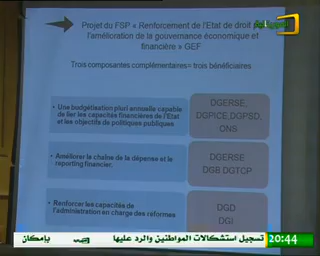 Projet du FSP « Renforcement de l'Etat de droit par
l'amélioration de la gouvernance économique et
financière » GEF
Trois composantes complémentaires= trois bénéficiaires
• Une budgétisation pluri annuelle capable
de lier les capacités financières de l'Etat
et les objectifs de politiques publiques
DGERSE,
DGPICE,DGPSD,
ONS
• Améliorer la chaîne de la dépense et le
reporting financier.
DGERSE
DGB DGTCP
Renforcer les capacités de
l'administration en charge des réformes
DGD
DGI
20:44
تسجيل استشكالات المواطنين والرد عليها
بإمكان